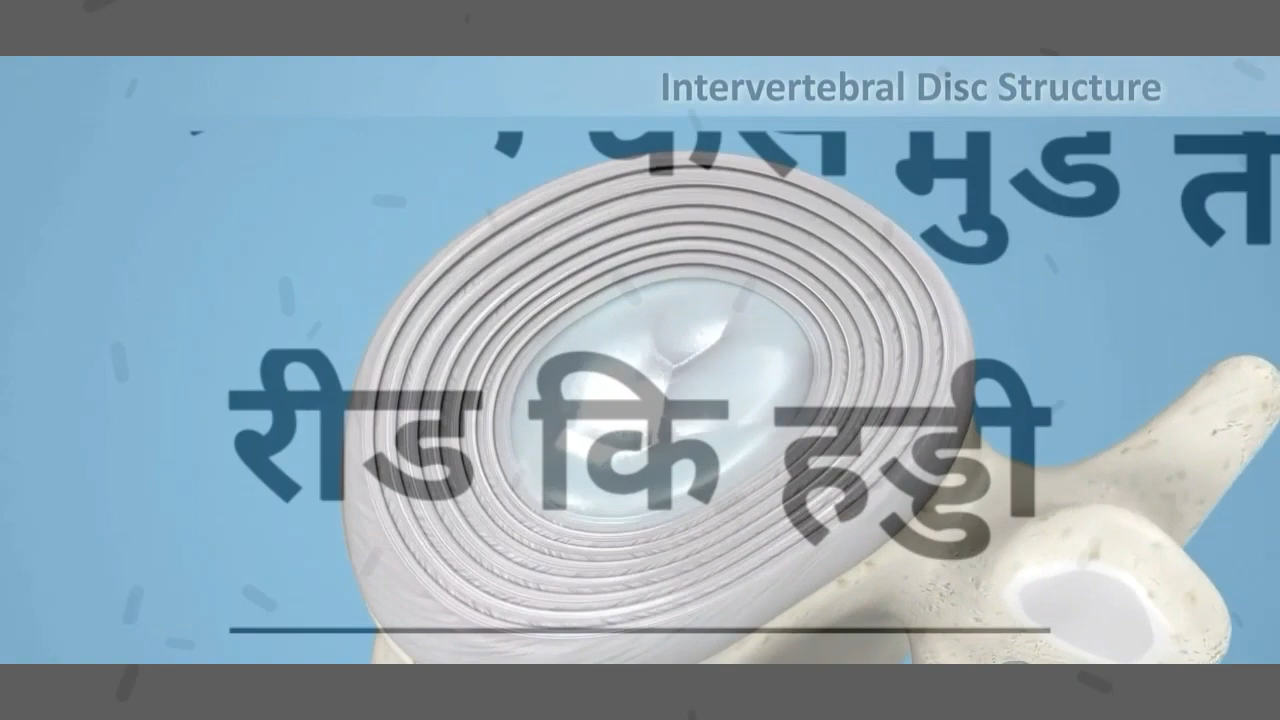 Intervertebral Disc Structure
मुड
रीड कि हड्डी